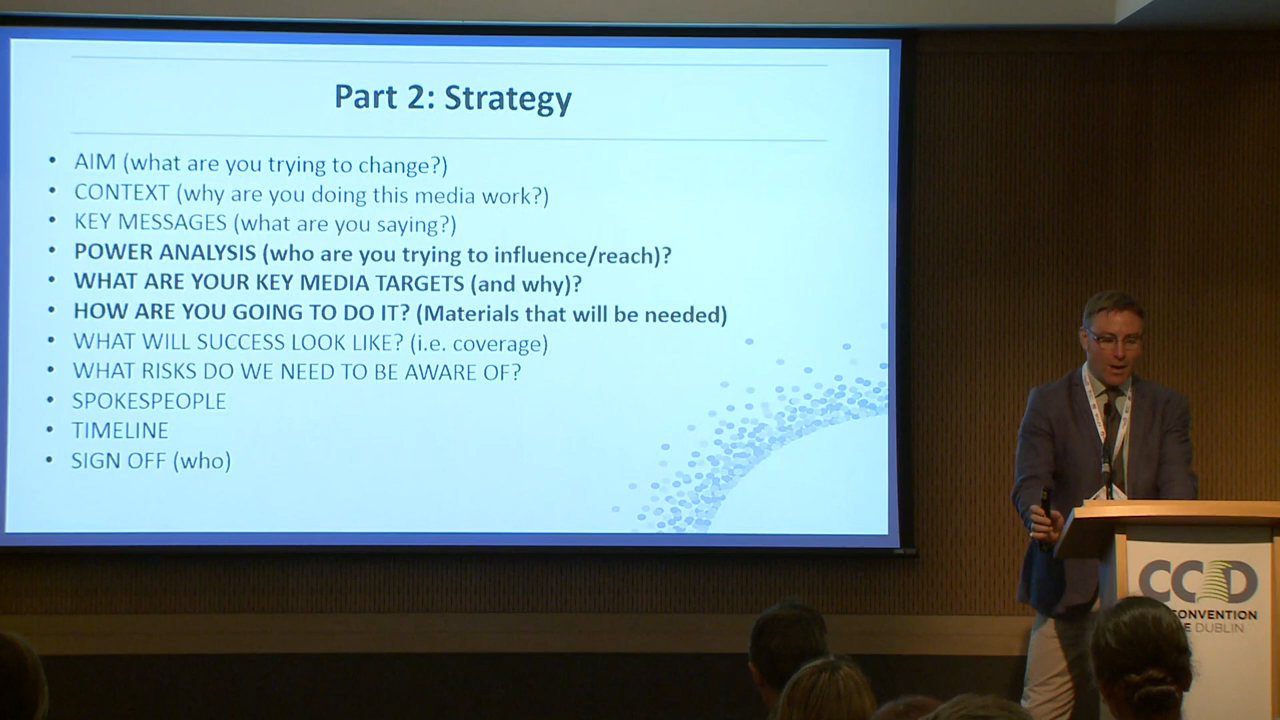 Part 2: Strategy
• AIM (what are you trying to change?)
• CONTEXT (why are you doing this media work?)
• KEY MESSAGES (what are you saying?)
• POWER ANALYSIS (who are you trying to influence/reach)?
• WHAT ARE YOUR KEY MEDIA TARGETS (and why)?
• HOW ARE YOU GOING TO DO IT? (Materials that will be needed)
• WHAT WILL SUCCESS LOOK LIKE? (i.e. coverage)
• WHAT RISKS DO WE NEED TO BE AWARE OF?
• SPOKESPEOPLE
• TIMELINE
• SIGN OFF (who)
CCD
ONVENTION
E DUBLIN